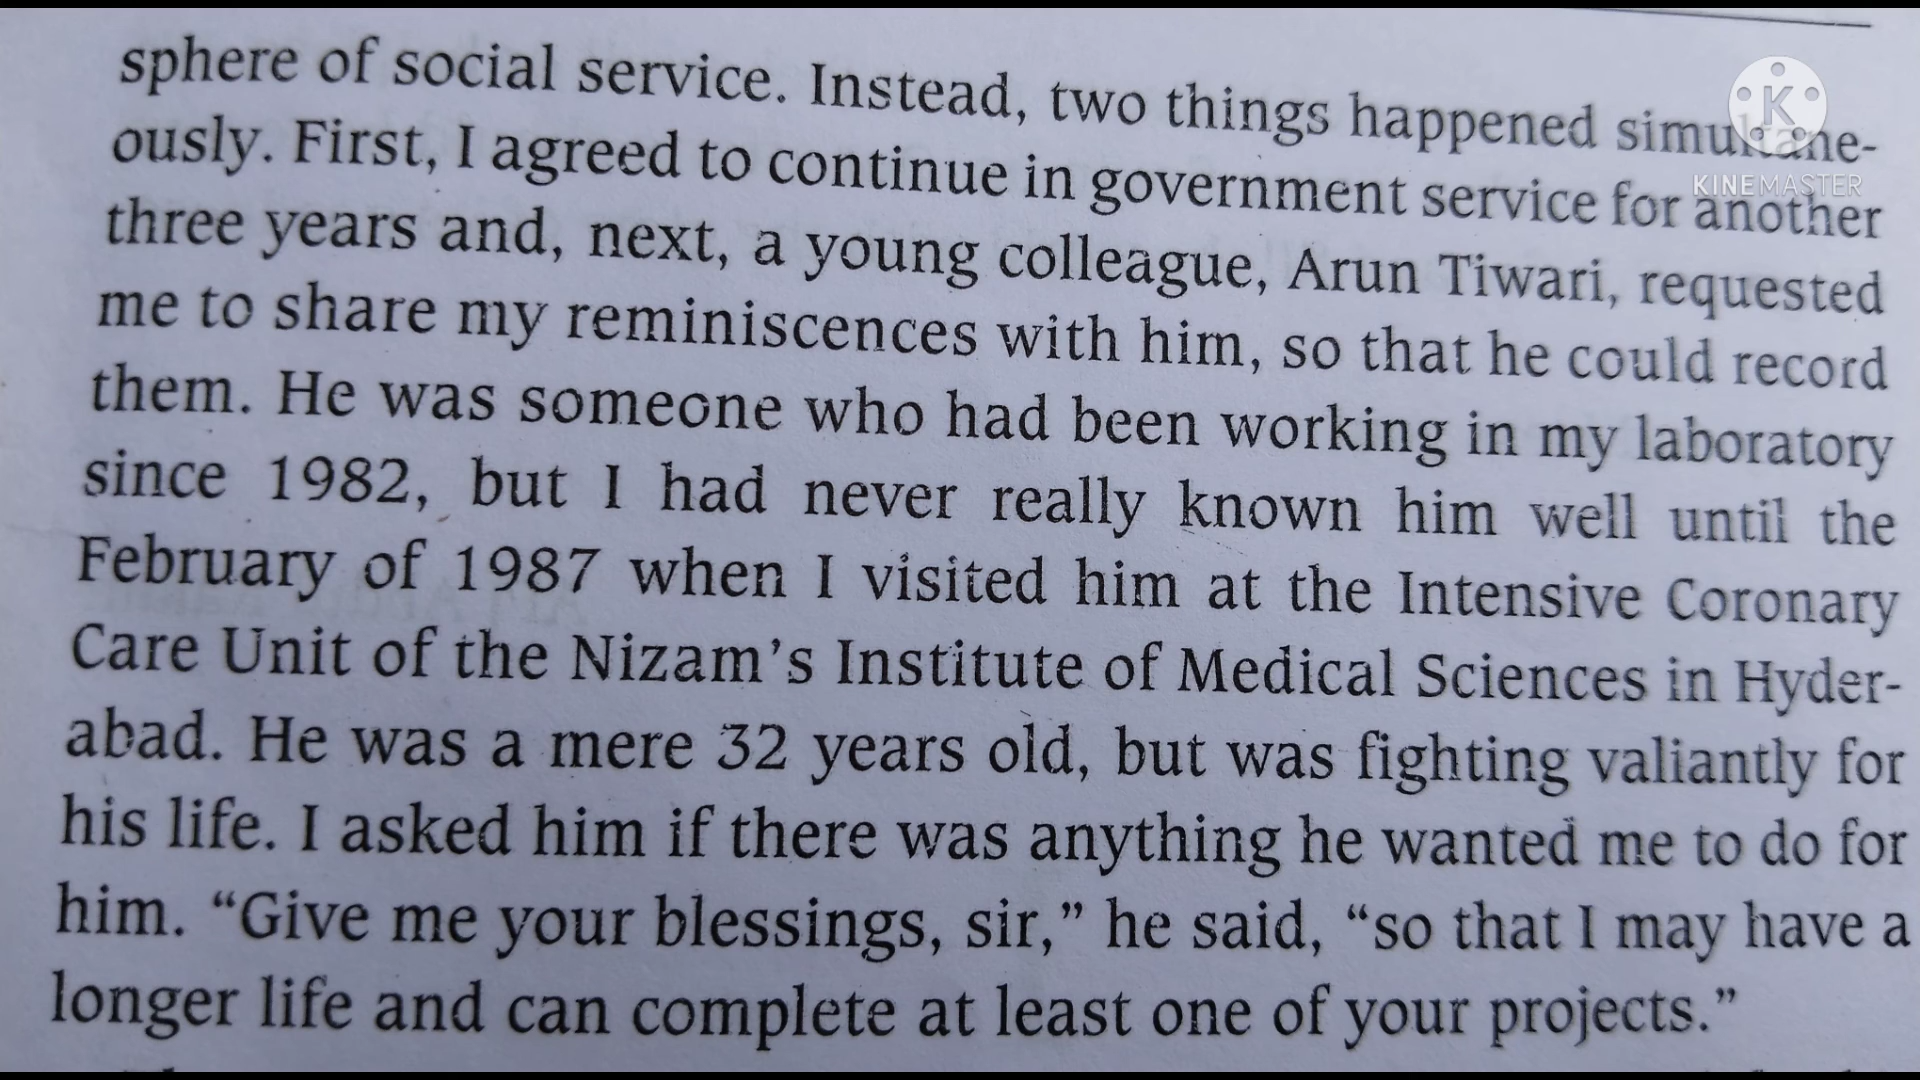 sphere of social service. Instead, two things happened simultane-
ously. First, I agreed to continue in government service for another
three years and, next, a young colleague, Arun Tiwari, requested
me to share my reminiscences with him, so that he could record
them. He was someone who had been working in my laboratory
since 1982, but I had never really known him well until the
February of 1987 when I visited him at the Intensive Coronary
Care Unit of the Nizam’s Institute of Medical Sciences in Hyder-
abad. He was a mere 32 years old, but was fighting valiantly for
his life. I asked him if there was anything he wanted me to do for
him. “Give me your blessings, sir,” he said, “so that I may have a
longer life and can complete at least one of your projects.”
K
KINEMASTER